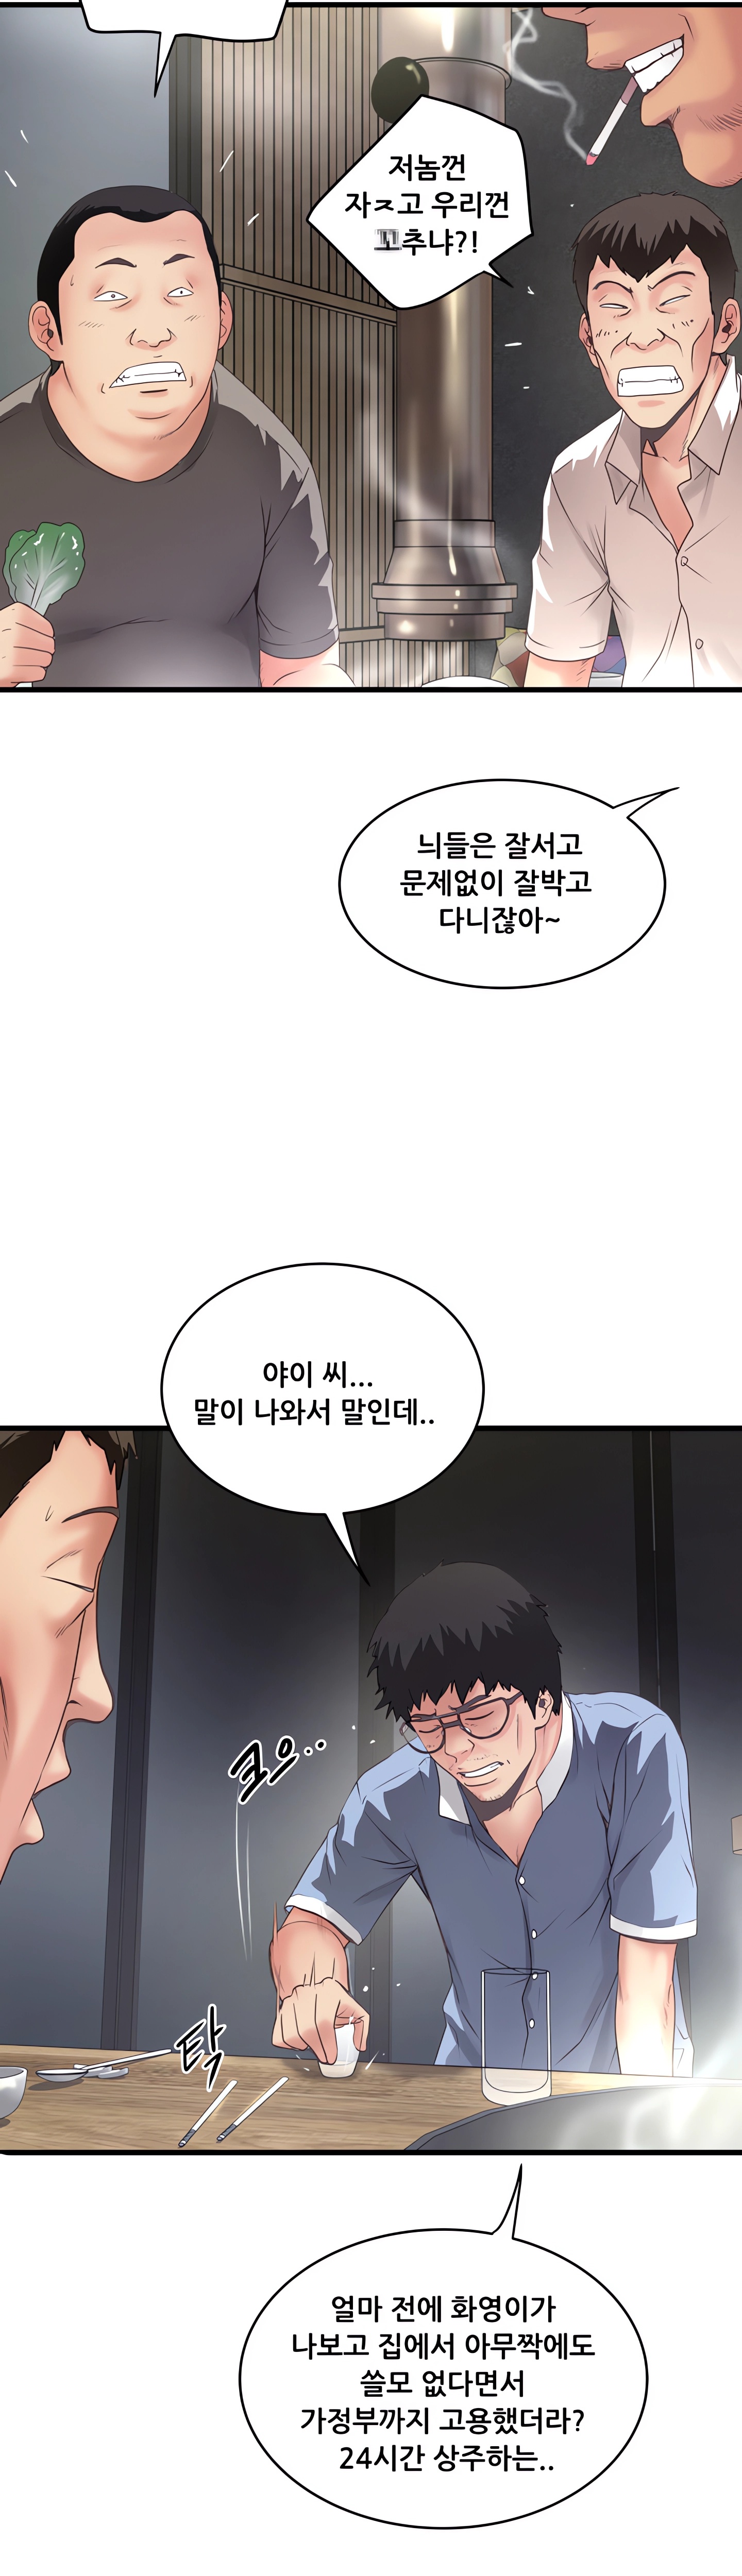 저놈껀
자ㅈ고 우리껀
꼬추냐?!
늬들은 잘서고
문제없이 잘박고
다니잖아~
야이 씨...
말이 나와서 말인데..
크으..
탁
얼마 전에 화영이가
나보고 집에서 아무짝에도
쓸모 없다면서
가정부까지 고용했더라?
24시간 상주하는..